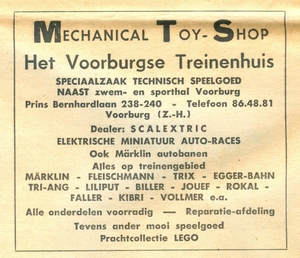 MECHANICAL TOY-SHOP
Het Voorburgse Treinenhuis
SPECIAALZAAK TECHNISCH SPEELGOED
NAAST zwem- en sporthal Voorburg
Prins Bernhardlaan 238-240 - Telefoon 86.48.81
Voorburg (Z.-H.)
Dealer: SCALEXTRIC
ELEKTRISCHE MINIATUUR AUTO-RACES
Ook Märklin autobanen
Alles op treinengebied
MÄRKLIN - FLEISCHMANN - TRIX - EGGER-BAHN
TRI-ANG - LILIPUT - BILLER - JOUEF - ROKAL -
FALLER - KIBRI - VOLLMER e.a.
Alle onderdelen voorradig — Reparatie-afdeling
Tevens ander mooi speelgoed
Prachtcollectie LEGO